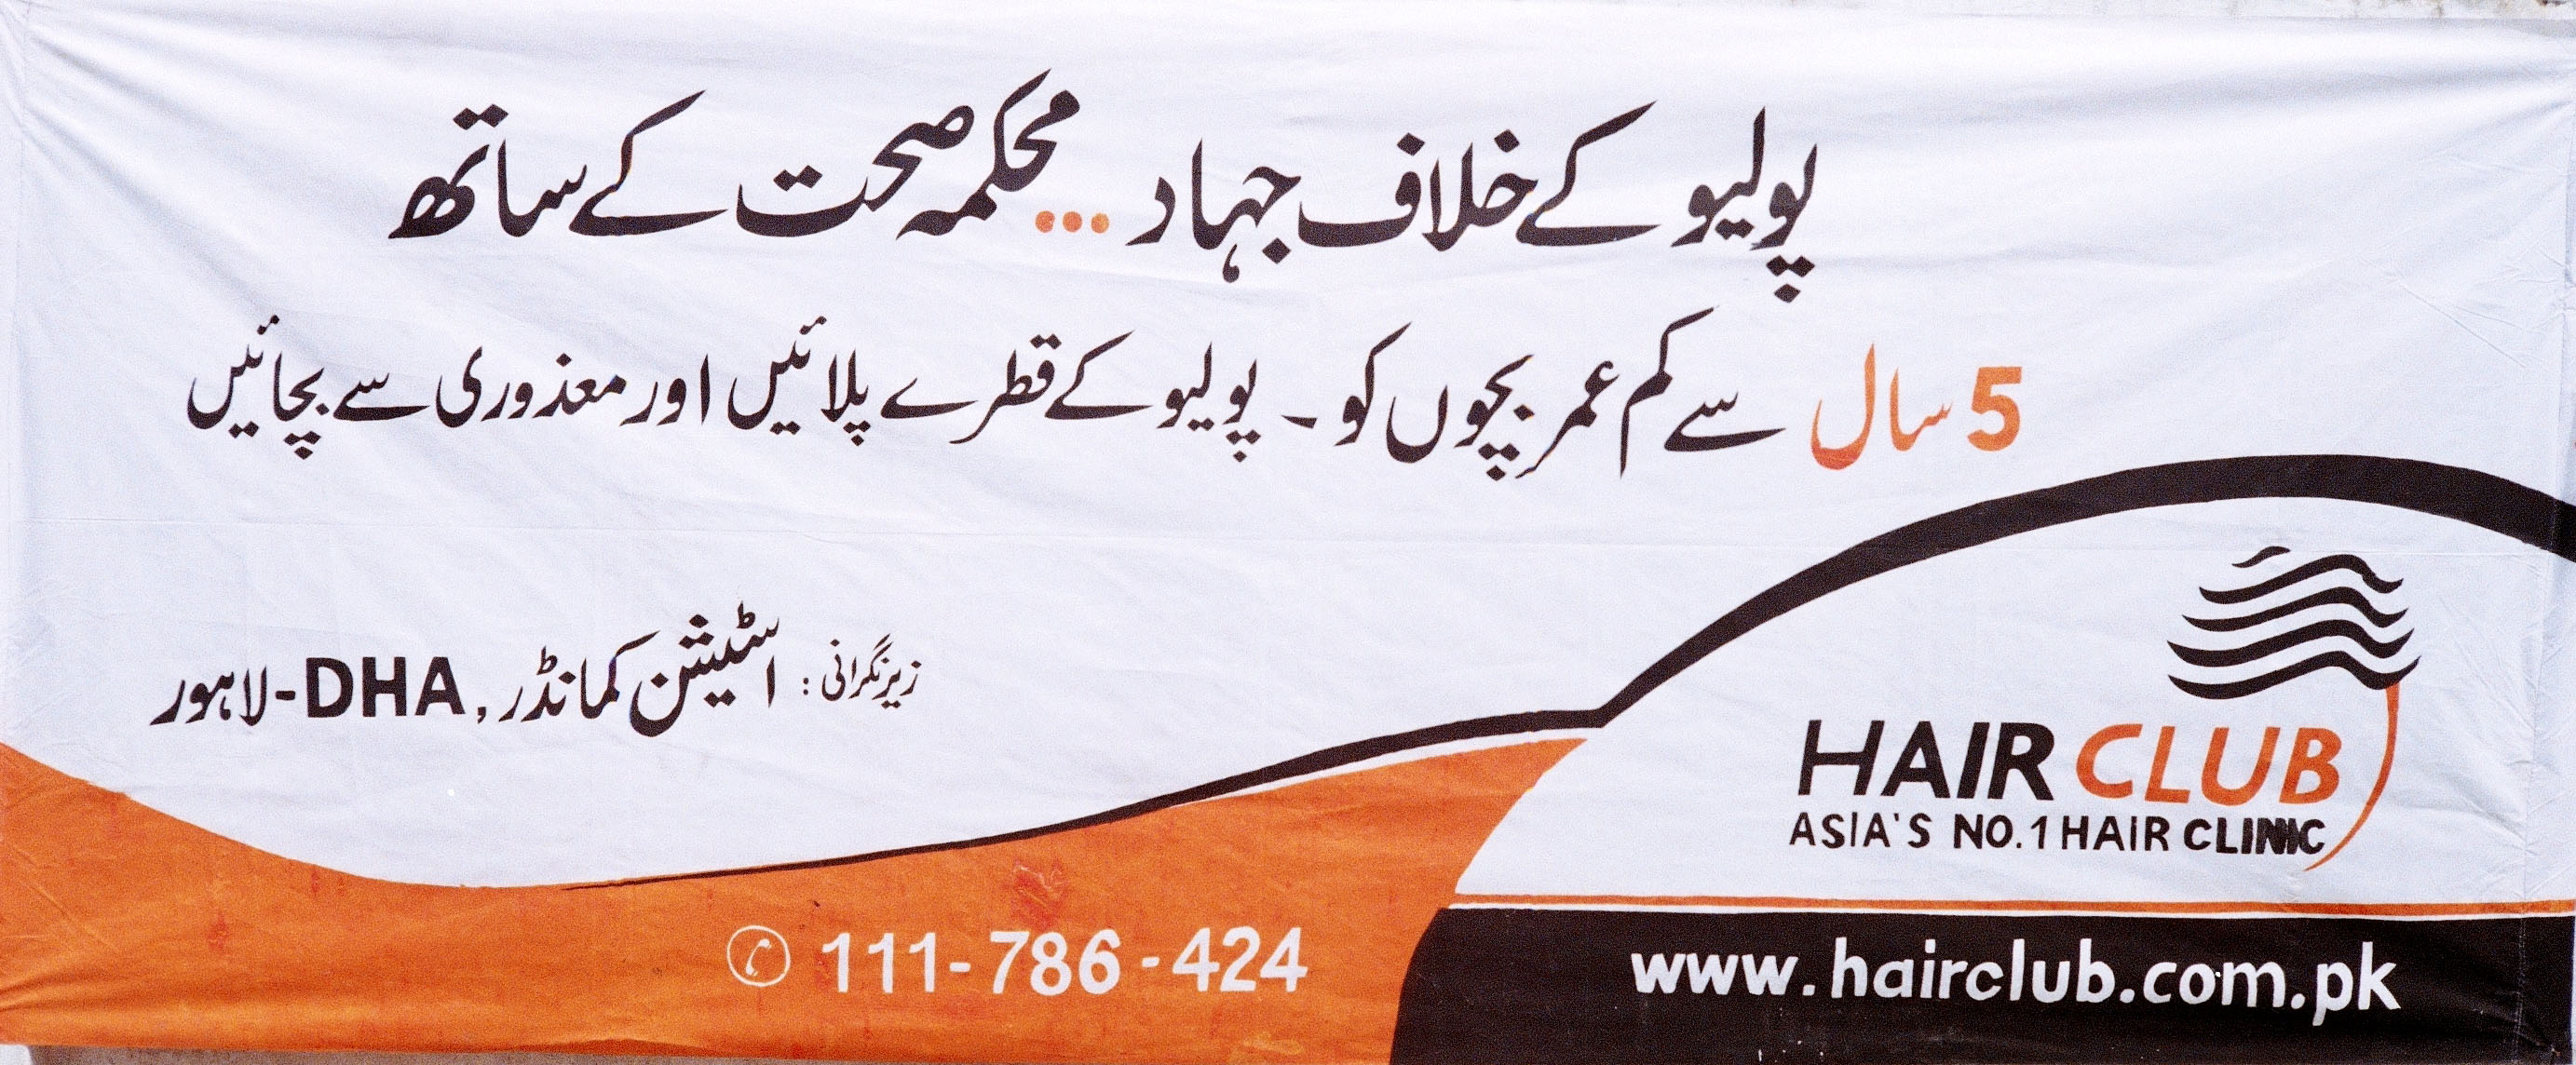 پولیو کے خلاف جہاد ... محکمہ صحت کے ساتھ
5 سال سے کم عمر بچوں کو ۔ پولیو کے قطرے پلائیں اور معذوری سے بچائیں
زیرنگرانی : اسٹیشن کمانڈر, DHA-لاہور
HAIR CLUB
ASIA'S NO.1 HAIR CLINIC
111-786-424
www.hairclub.com.pk